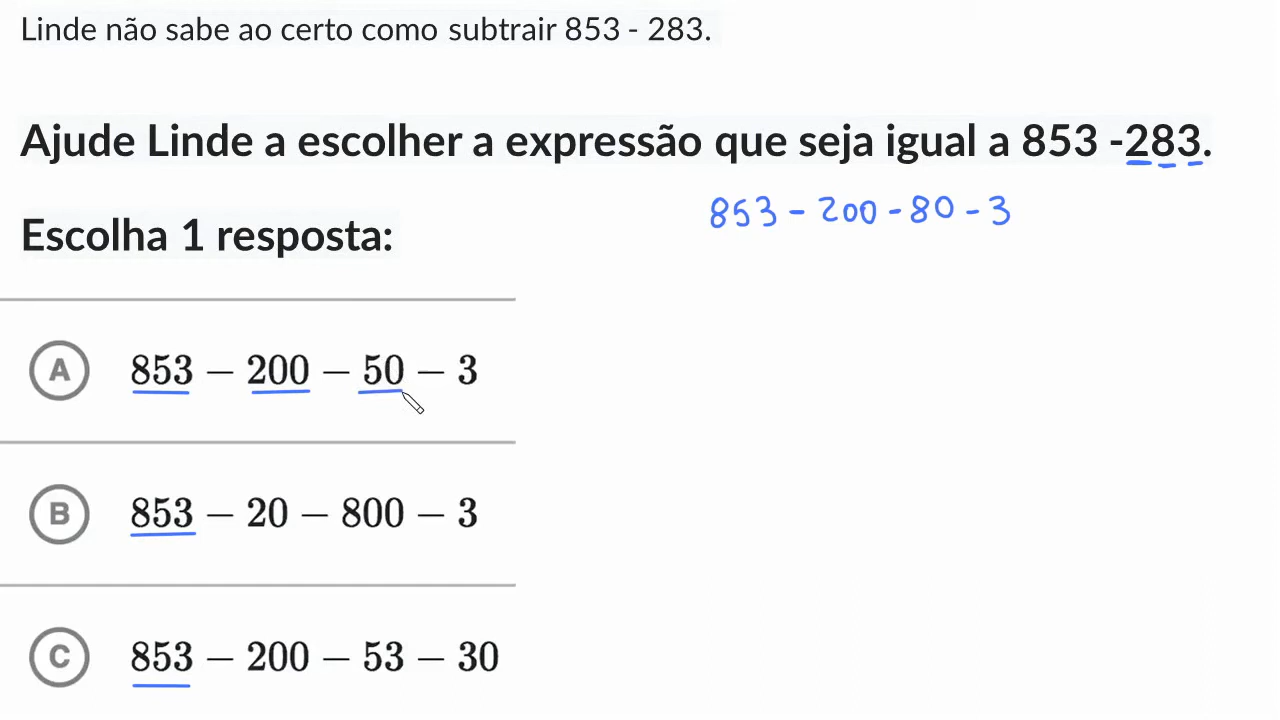 Linde não sabe ao certo como subtrair 853 - 283.
Ajude Linde a escolher a expressão que seja igual a 853 -283.
853 - 200 - 80 - 3
Escolha 1 resposta:
A 853 − 200 − 50 − 3
B 853 − 20 − 800 − 3
C 853 − 200 − 53 − 30